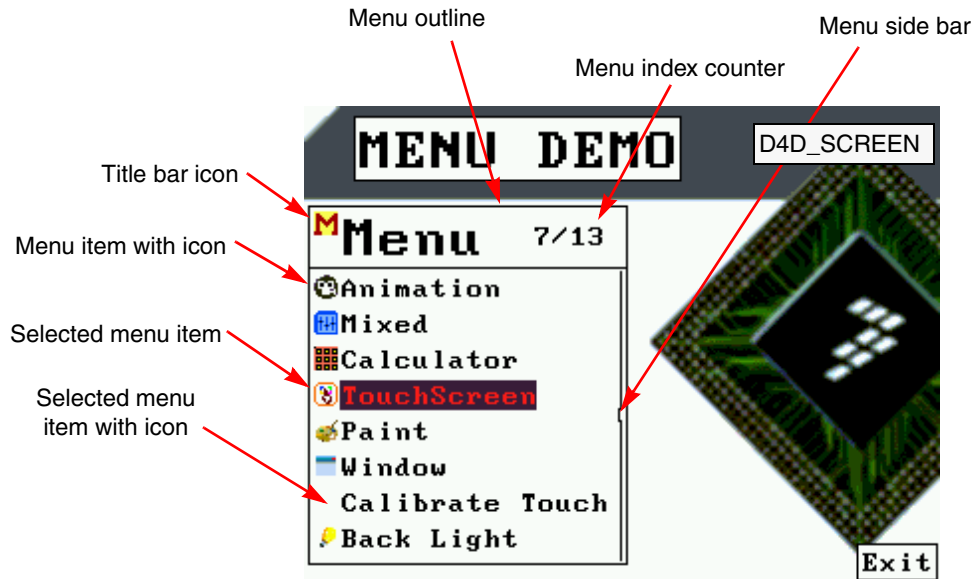 Menu outline
Menu side bar
Menu index counter
MENU DEMO
D4D_SCREEN
Title bar icon
M
Menu 7/13
Menu item with icon
Animation
Mixed
Selected menu item
Calculator
TouchScreen
Selected menu
item with icon
Paint
Window
Calibrate Touch
Back Light
Exit